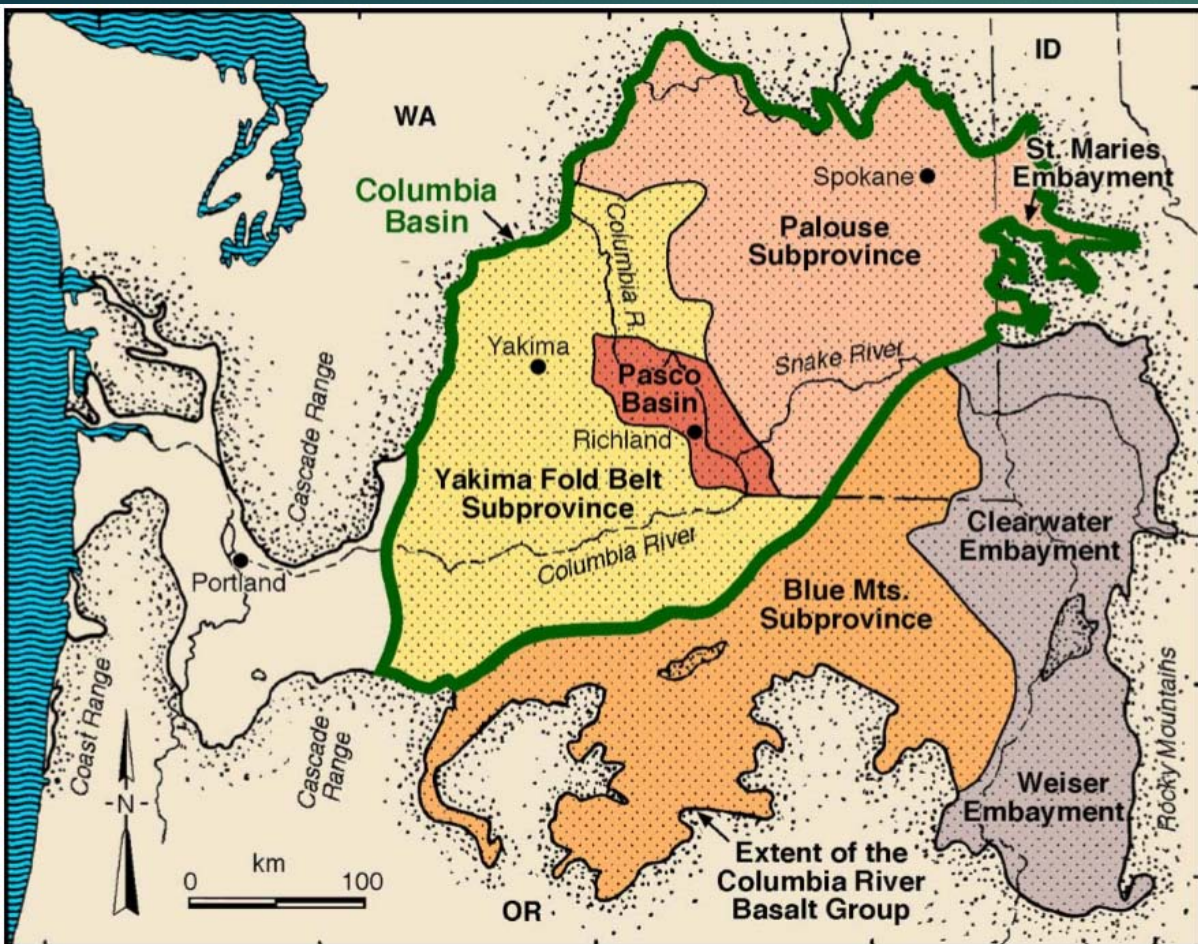 ID
WA
St. Maries
Embayment
Spokane
Columbia
Basin
Columbia R.
Palouse
Subprovince
Yakima
Snake River
Pasco
Basin
Richland
Cascade Range
Yakima Fold Belt
Subprovince
Clearwater
Embayment
Columbia River
Portland
Blue Mts.
Subprovince
Coast Range
Cascade
Range
Rocky Mountains
-N-
Weiser
Embayment
km
0 100
Extent of the
Columbia River
Basalt Group
OR